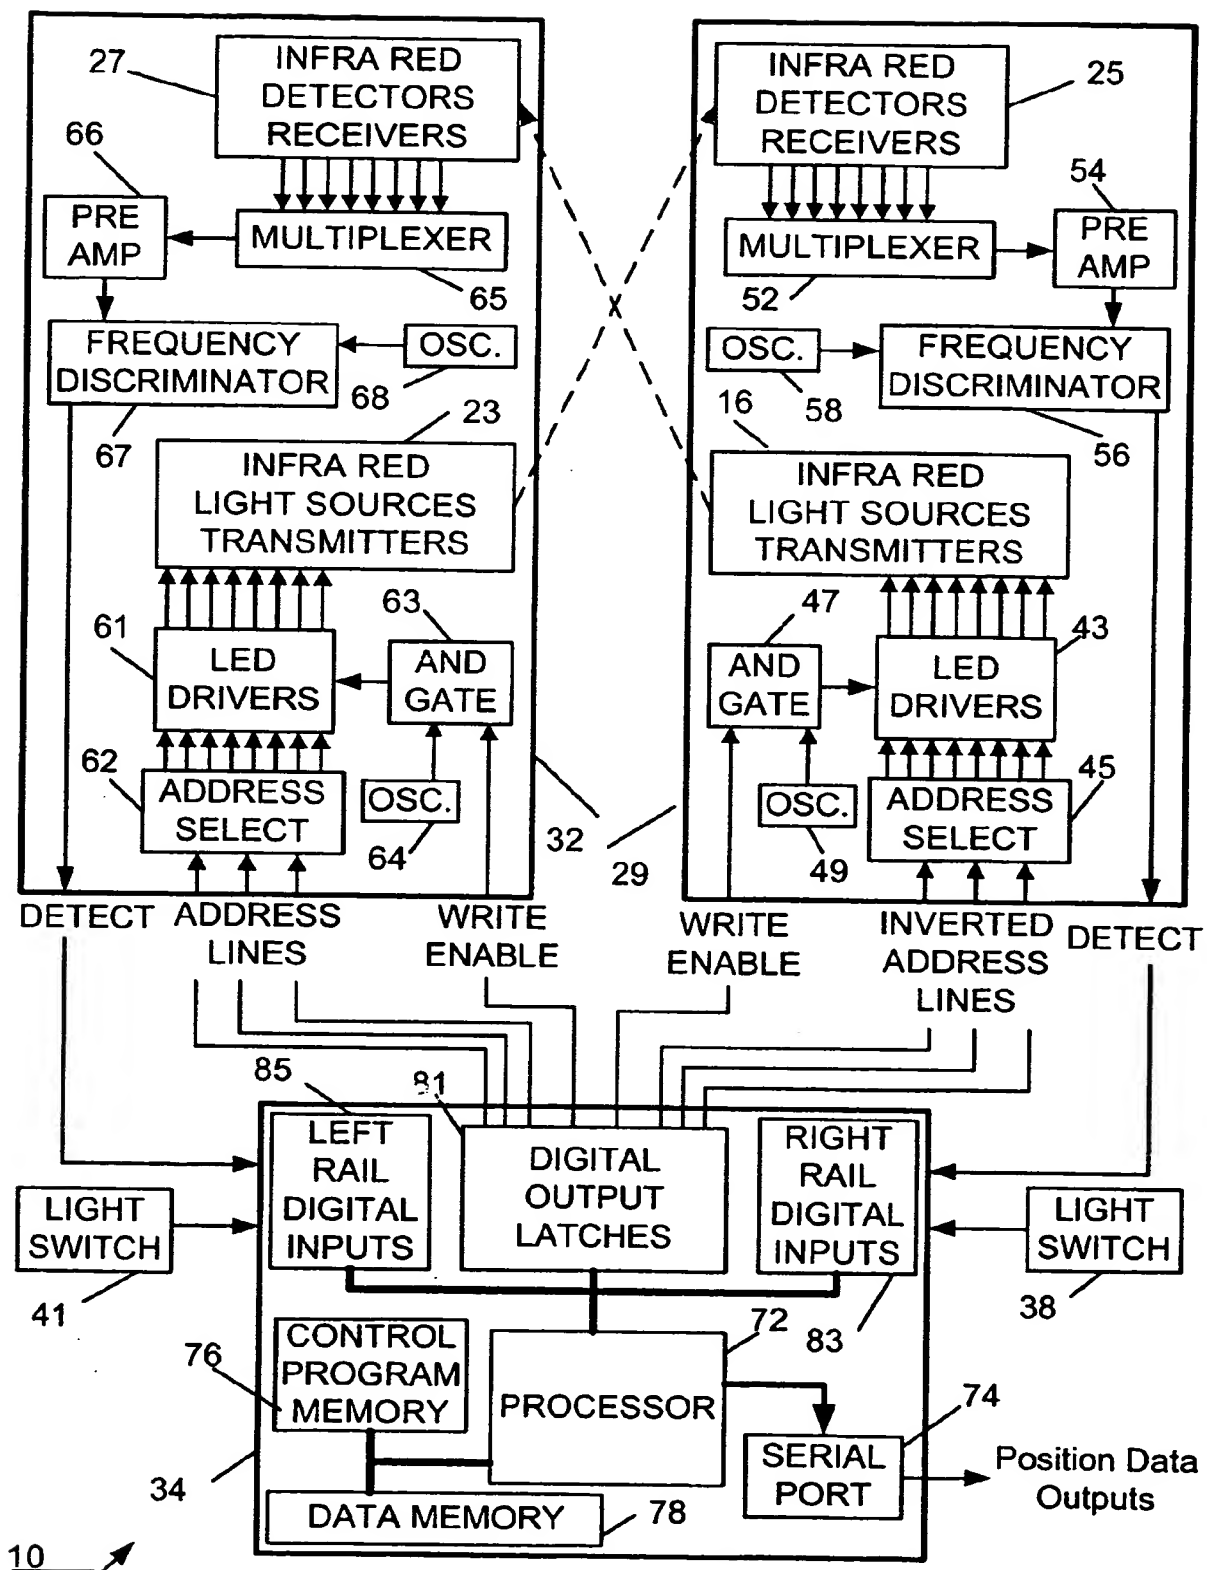 27
INFRA RED
DETECTORS
RECEIVERS
66
PRE
AMP
MULTIPLEXER
65
FREQUENCY
DISCRIMINATOR
OSC.
68
67
23
INFRA RED
LIGHT SOURCES
TRANSMITTERS
63
61
LED
DRIVERS
AND
GATE
62
ADDRESS
SELECT
OSC.
64
32
DETECT
ADDRESS
LINES
WRITE
ENABLE
INFRA RED
DETECTORS
RECEIVERS
25
54
MULTIPLEXER
52
PRE
AMP
OSC.
58
FREQUENCY
DISCRIMINATOR
16
56
INFRA RED
LIGHT SOURCES
TRANSMITTERS
47
43
AND
GATE
LED
DRIVERS
OSC.
49
ADDRESS
SELECT
45
29
WRITE
ENABLE
INVERTED
ADDRESS
LINES
DETECT
85
81
LEFT
RAIL
DIGITAL
INPUTS
DIGITAL
OUTPUT
LATCHES
RIGHT
RAIL
DIGITAL
INPUTS
LIGHT
SWITCH
41
LIGHT
SWITCH
38
83
72
76
CONTROL
PROGRAM
MEMORY
PROCESSOR
74
SERIAL
PORT
Position Data
Outputs
34
DATA MEMORY
78
10